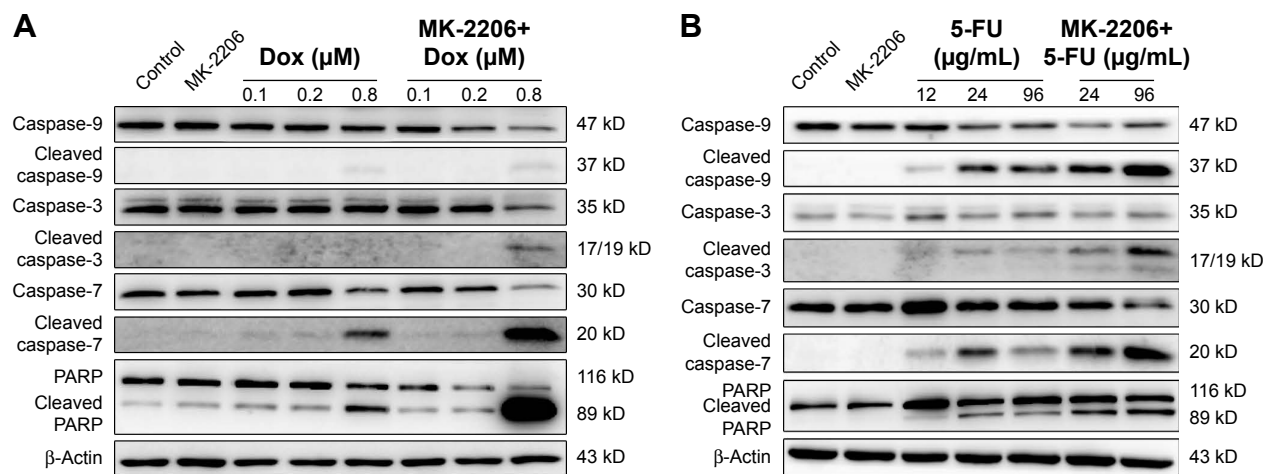 A
Control
MK-2206
Dox (µM)
MK-2206+
Dox (µM)
0.1 0.2 0.8 0.1 0.2 0.8
Caspase-9 47 kD
Cleaved
caspase-9 37 kD
Caspase-3 35 kD
Cleaved
caspase-3 17/19 kD
Caspase-7 30 kD
Cleaved
caspase-7 20 kD
PARP 116 kD
Cleaved
PARP 89 kD
β-Actin 43 kD
B
Control
MK-2206
5-FU
(µg/mL)
MK-2206+
5-FU (µg/mL)
12 24 96 24 96
Caspase-9 47 kD
Cleaved
caspase-9 37 kD
Caspase-3 35 kD
Cleaved
caspase-3 17/19 kD
Caspase-7 30 kD
Cleaved
caspase-7 20 kD
PARP 116 kD
Cleaved
PARP 89 kD
β-Actin 43 kD